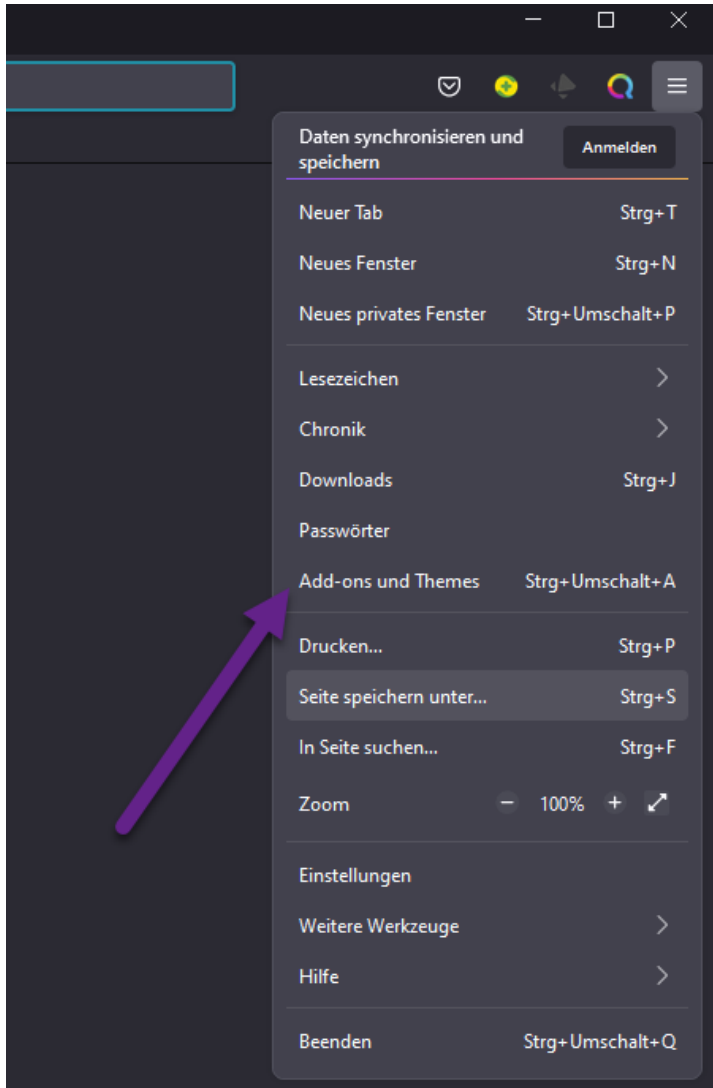 Daten synchronisieren und
speichern
Anmelden
Neuer Tab Strg+T
Neues Fenster Strg+N
Neues privates Fenster Strg+Umschalt+P
Lesezeichen
Chronik
Downloads Strg+J
Passwörter
Add-ons und Themes Strg+Umschalt+A
Drucken... Strg+P
Seite speichern unter... Strg+S
In Seite suchen... Strg+F
Zoom − 100% +
Einstellungen
Weitere Werkzeuge
Hilfe
Beenden Strg+Umschalt+Q